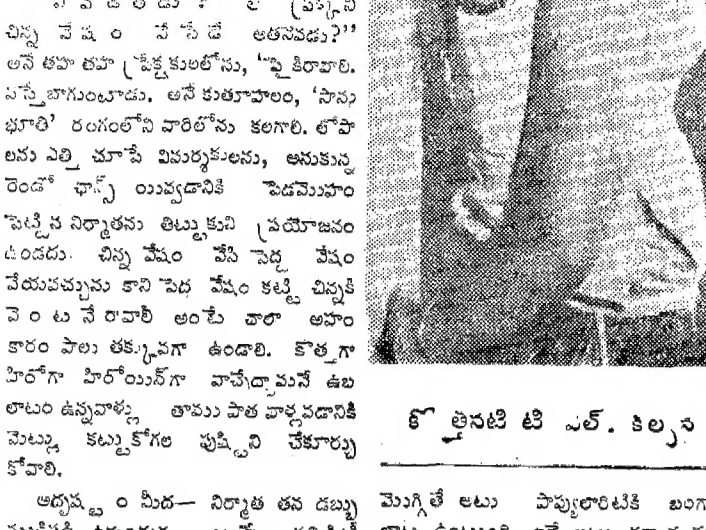 చిన్న వేషం వేసేడే అతనెవడు?”
అనే తహ తహ ప్రేక్షకులలోను, ‘పై కిరావాలి.
వస్తేబాగుంటాడు. అనే కుతూహలం, ‘సాను
భూతి’ రంగంలోని వారిలోను కలగాలి. లోపా
లను ఎత్తి చూపే విమర్శకులను, అనుకున్న
రెండో ఛాన్స్ యివ్వడానికి పెడమొహం
పెట్టిన నిర్మాతను తిట్టుకుని ప్రయోజనం
ఉండదు. చిన్న వేషం వేసి పెద్ద వేషం
వేయవచ్చును కాని పెద్ద వేషం కట్టి చిన్నకి
వెంటనే రావాలీ అంటే చాలా అహం
కారం పాలు తక్కువగా ఉండాలి. కొత్తగా
హీరోగా హీరోయిన్‌గా వచ్చేద్దామనే ఉబ
లాటం ఉన్నవాళ్లు తాము పాత వాళ్లవడానికి
మెట్లు కట్టుకోగల పుష్టిని చేకూర్చు
కోవాలి.
అదృష్టం మీద— నిర్మాత తన డబ్బు
కొత్తనటి టి ఎల్. కల్పన
మొగ్గితే అటు పాప్యులారిటికి బంగా